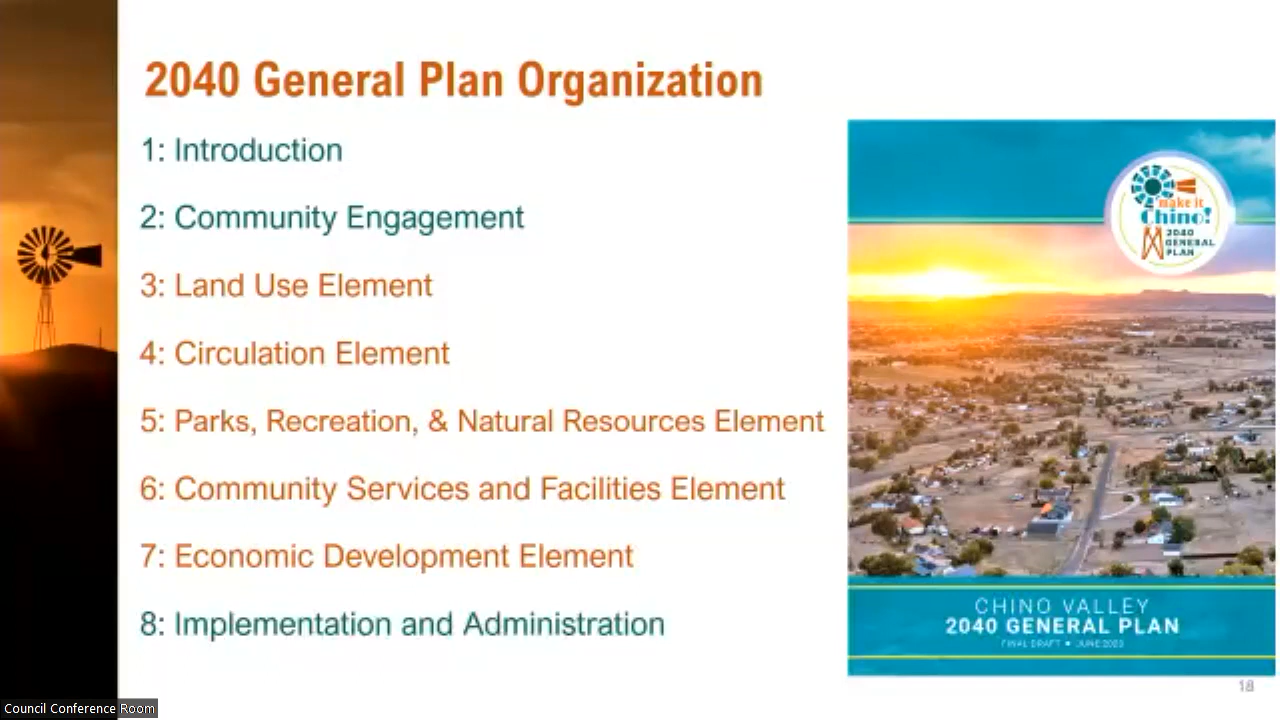 2040 General Plan Organization
1: Introduction
2: Community Engagement
3: Land Use Element
4: Circulation Element
5: Parks, Recreation, & Natural Resources Element
6: Community Services and Facilities Element
7: Economic Development Element
8: Implementation and Administration
make it
Chino!
2040
GENERAL
PLAN
CHINO VALLEY
2040 GENERAL PLAN
FINAL DRAFT • JUNE 2023
18
Council Conference Room